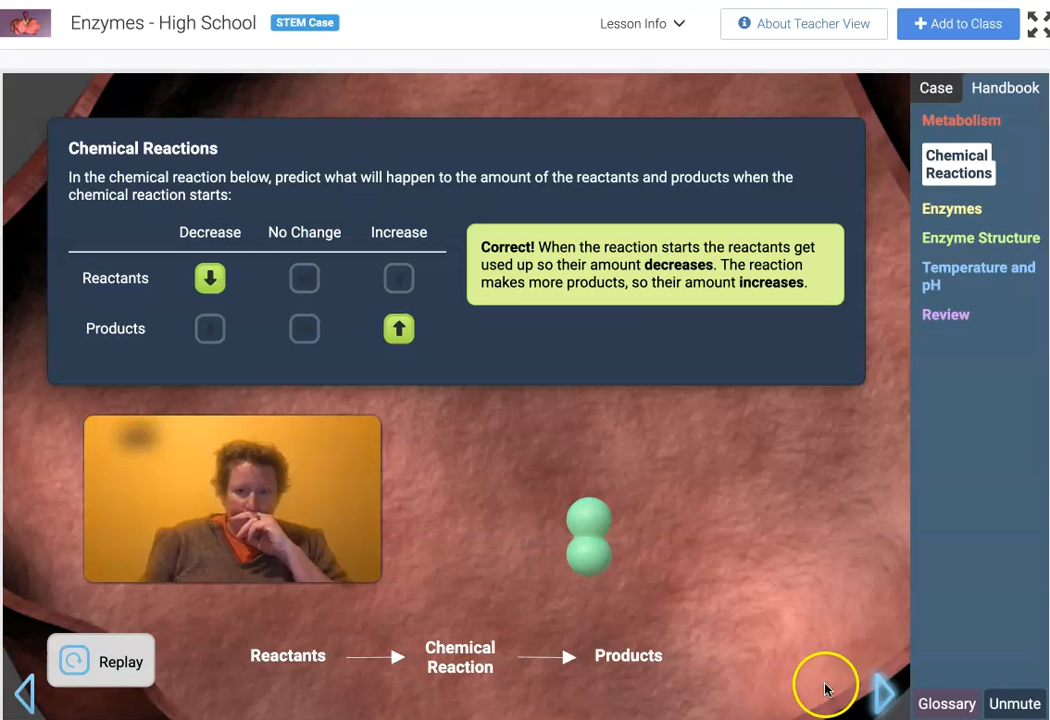 Enzymes - High School
STEM Case
Lesson Info
About Teacher View
+ Add to Class
Case
Handbook
Metabolism
Chemical
Reactions
Enzymes
Enzyme Structure
Temperature and
pH
Review
Chemical Reactions
In the chemical reaction below, predict what will happen to the amount of the reactants and products when the
chemical reaction starts:
Decrease No Change Increase
Reactants
Products
Correct! When the reaction starts the reactants get
used up so their amount decreases. The reaction
makes more products, so their amount increases.
Replay
Reactants
Chemical
Reaction
Products
Glossary
Unmute